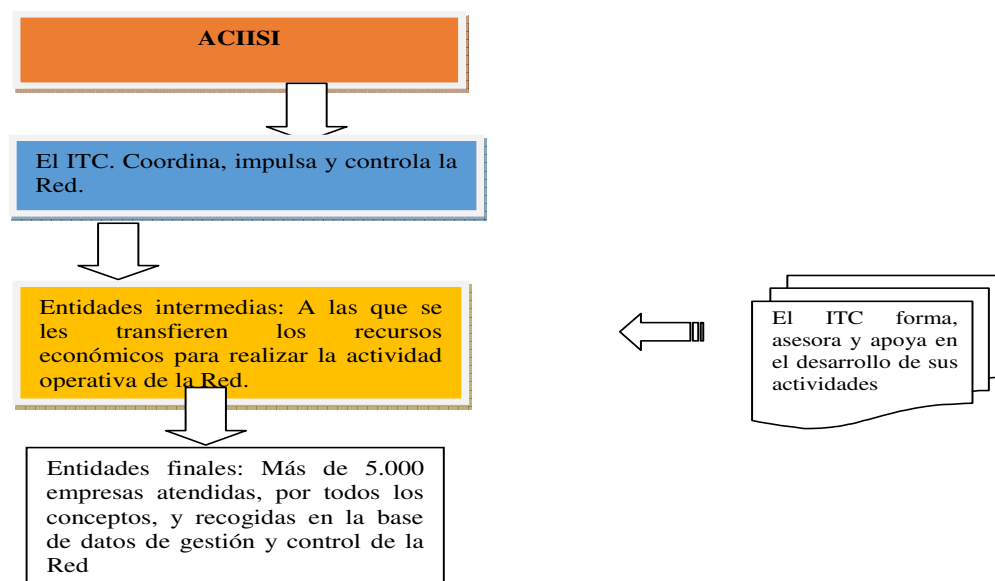 ACIISI
El ITC. Coordina, impulsa y controla la
Red.
Entidades intermedias: A las que se
les transfieren los recursos
económicos para realizar la actividad
operativa de la Red.
El ITC forma,
asesora y apoya en
el desarrollo de sus
actividades
Entidades finales: Más de 5.000
empresas atendidas, por todos los
conceptos, y recogidas en la base
de datos de gestión y control de la
Red